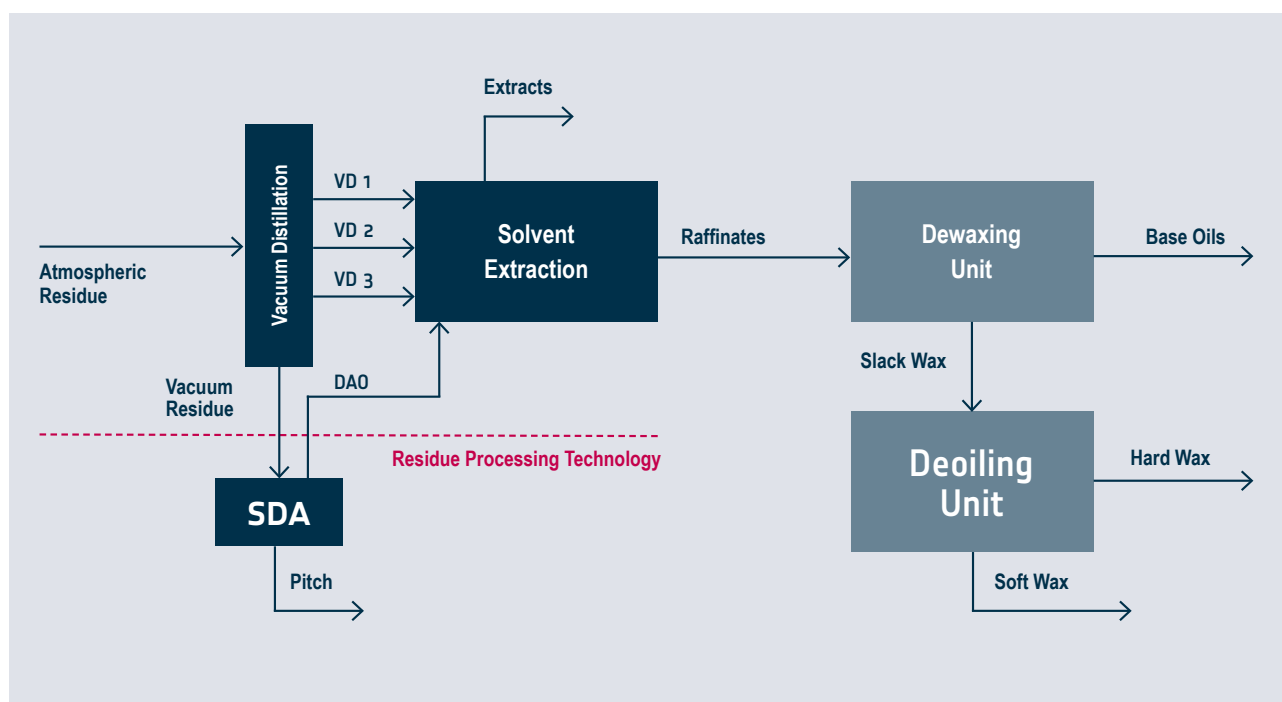 Extracts
Vacuum Distillation
VD 1
VD 2
VD 3
Atmospheric
Residue
Solvent
Extraction
Raffinates
Dewaxing
Unit
Base Oils
Vacuum
Residue
DAO
Slack Wax
Residue Processing Technology
SDA
Pitch
Deoiling
Unit
Hard Wax
Soft Wax